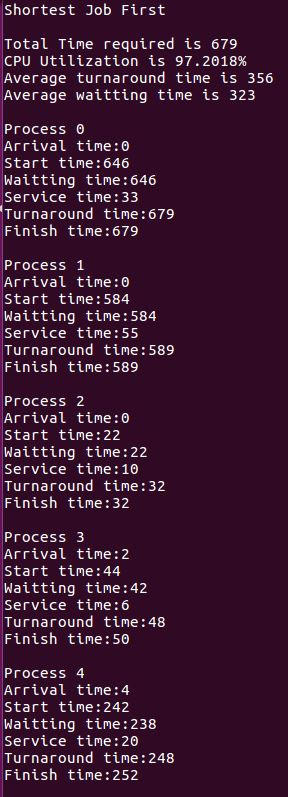 Shortest Job First
Total Time required is 679
CPU Utilization is 97.2018%
Average turnaround time is 356
Average waitting time is 323
Process 0
Arrival time:0
Start time:646
Waitting time:646
Service time:33
Turnaround time:679
Finish time:679
Process 1
Arrival time:0
Start time:584
Waitting time:584
Service time:55
Turnaround time:589
Finish time:589
Process 2
Arrival time:0
Start time:22
Waitting time:22
Service time:10
Turnaround time:32
Finish time:32
Process 3
Arrival time:2
Start time:44
Waitting time:42
Service time:6
Turnaround time:48
Finish time:50
Process 4
Arrival time:4
Start time:242
Waitting time:238
Service time:20
Turnaround time:248
Finish time:252